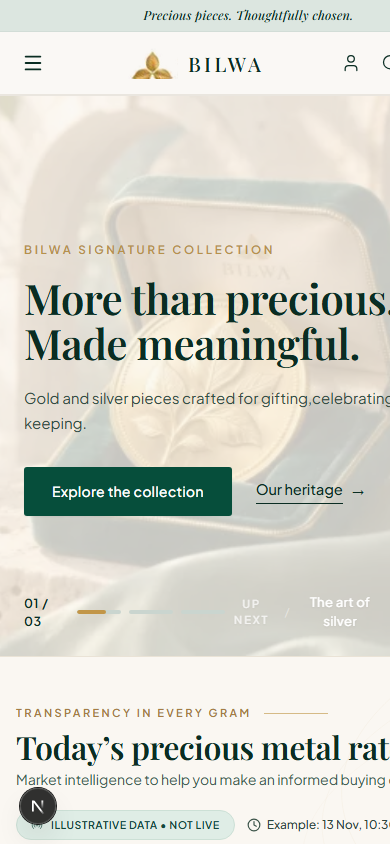 Precious pieces. Thoughtfully chosen.
BILWA
BILWA SIGNATURE COLLECTION
More than precious.
Made meaningful.
Gold and silver pieces crafted for gifting,celebrating
keeping.
Explore the collection
Our heritage →
01 /
03
UP
NEXT
/
The art of
silver
TRANSPARENCY IN EVERY GRAM
Today’s precious metal rat
Market intelligence to help you make an informed buying
N
ILLUSTRATIVE DATA • NOT LIVE
Example: 13 Nov, 10:3